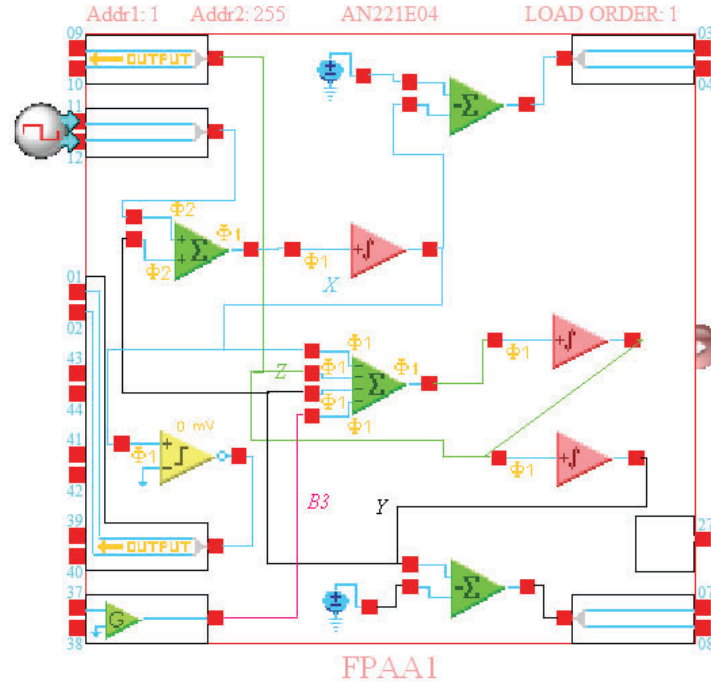 Addr1: 1 Addr2: 255 AN221E04 LOAD ORDER: 1
09 03
OUTPUT
10 04
11
12
Φ2 Φ1
Σ +∫
-Σ
Φ2 Φ1
X
01
02
Φ1
43 Z Φ1 Φ1 Σ Φ1 +∫
Φ1
44 Φ1
41 0 mV
Φ1 Φ1 +∫
42
B3 Y
39 27
OUTPUT
40
37 -Σ 07
G
38 08
FPAA1